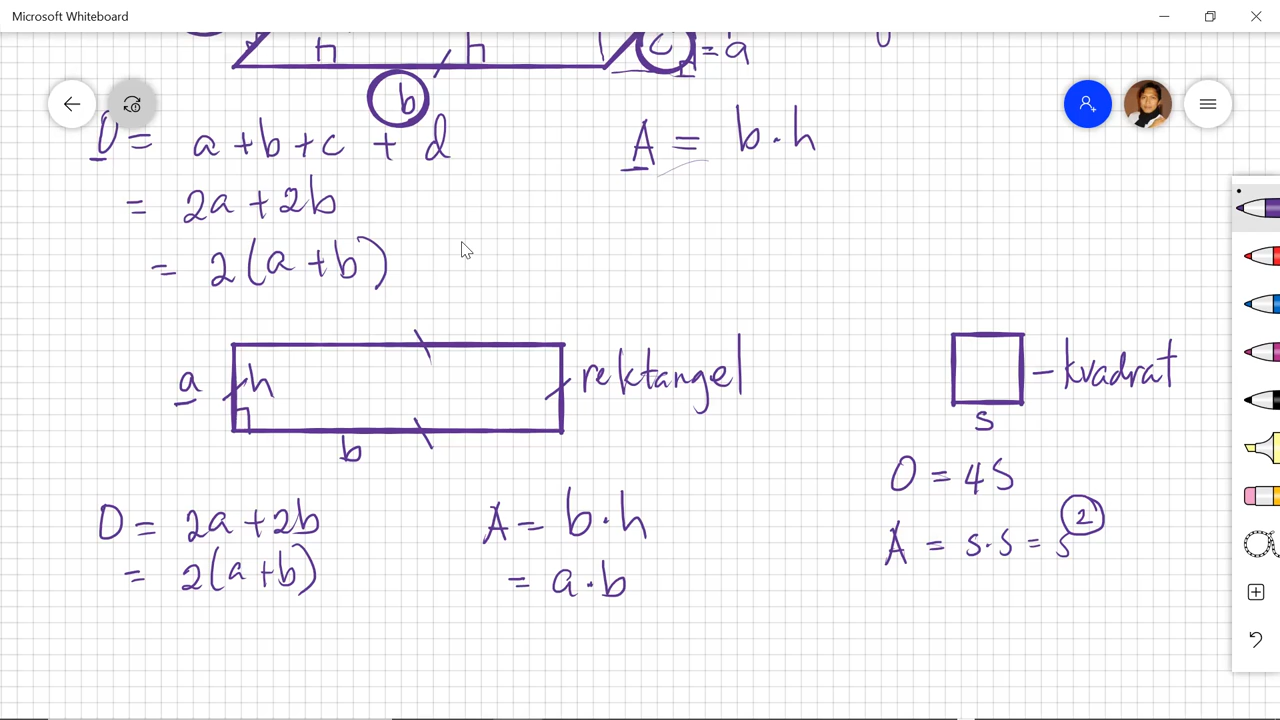 Microsoft Whiteboard
h h c = a
b
O = a + b + c + d
= 2a + 2b
= 2(a + b)
A = b · h
a h rektangel
b
O = 2a + 2b
= 2(a + b)
A = b · h
= a · b
- kvadrat
s
O = 4s
A = s · s = s²